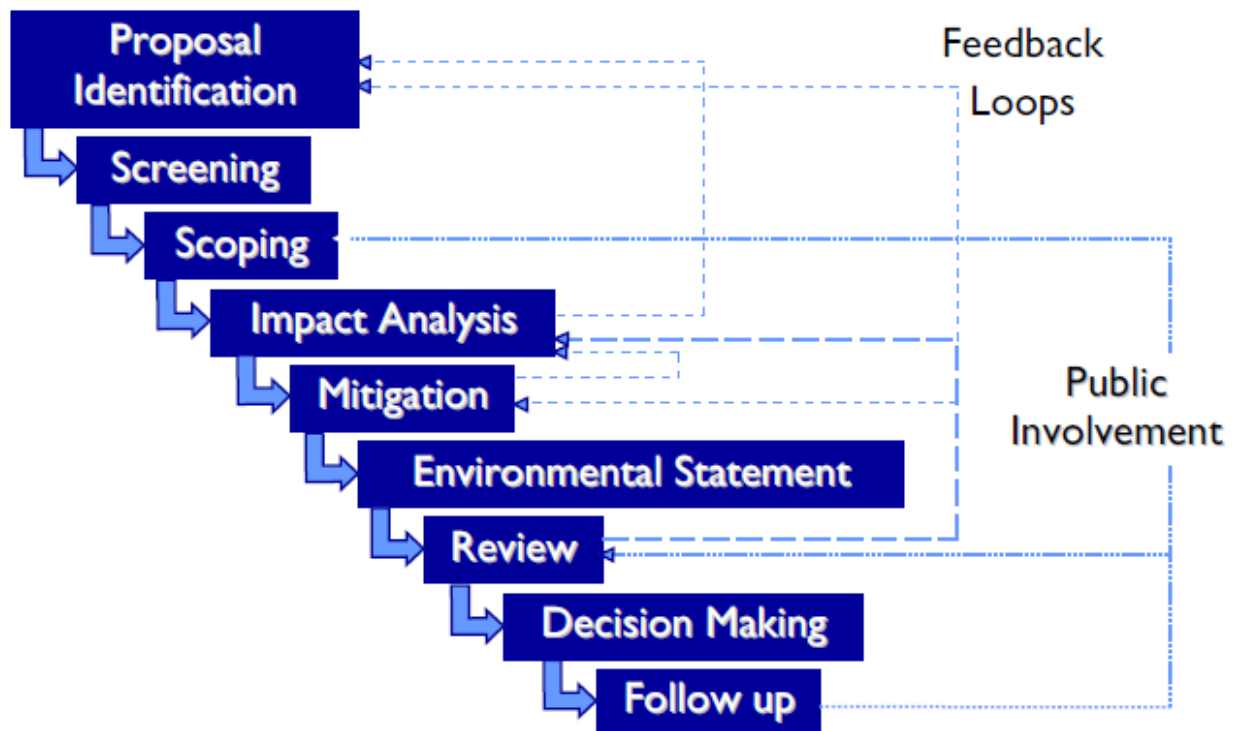 Proposal
Identification
Feedback
Loops
Screening
Scoping
Impact Analysis
Mitigation
Public
Involvement
Environmental Statement
Review
Decision Making
Follow up